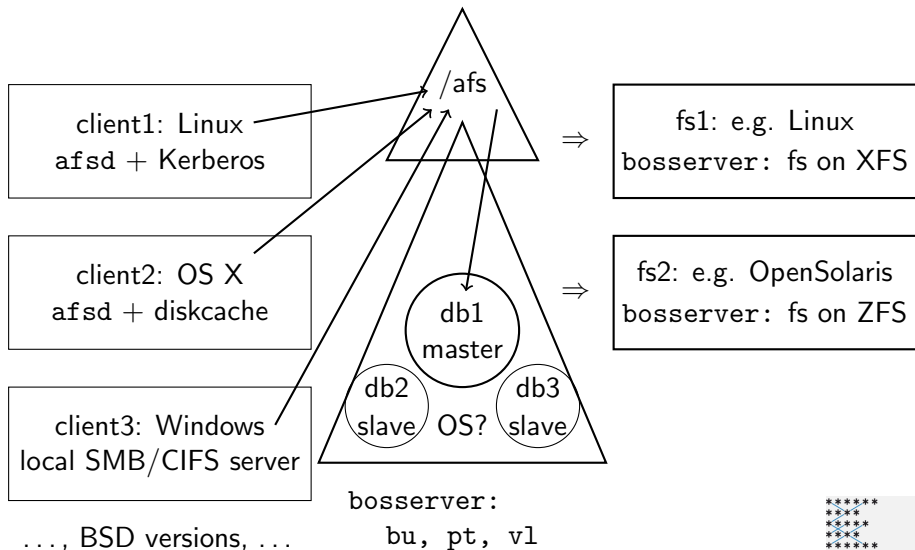 /afs
client1: Linux
afsd + Kerberos
client2: OS X
afsd + diskcache
client3: Windows
local SMB/CIFS server
..., BSD versions, ...
db1
master
db2
slave
db3
slave
OS?
bosserver:
bu, pt, vl
⇒
fs1: e.g. Linux
bosserver: fs on XFS
⇒
fs2: e.g. OpenSolaris
bosserver: fs on ZFS
******
****
*****
****
******